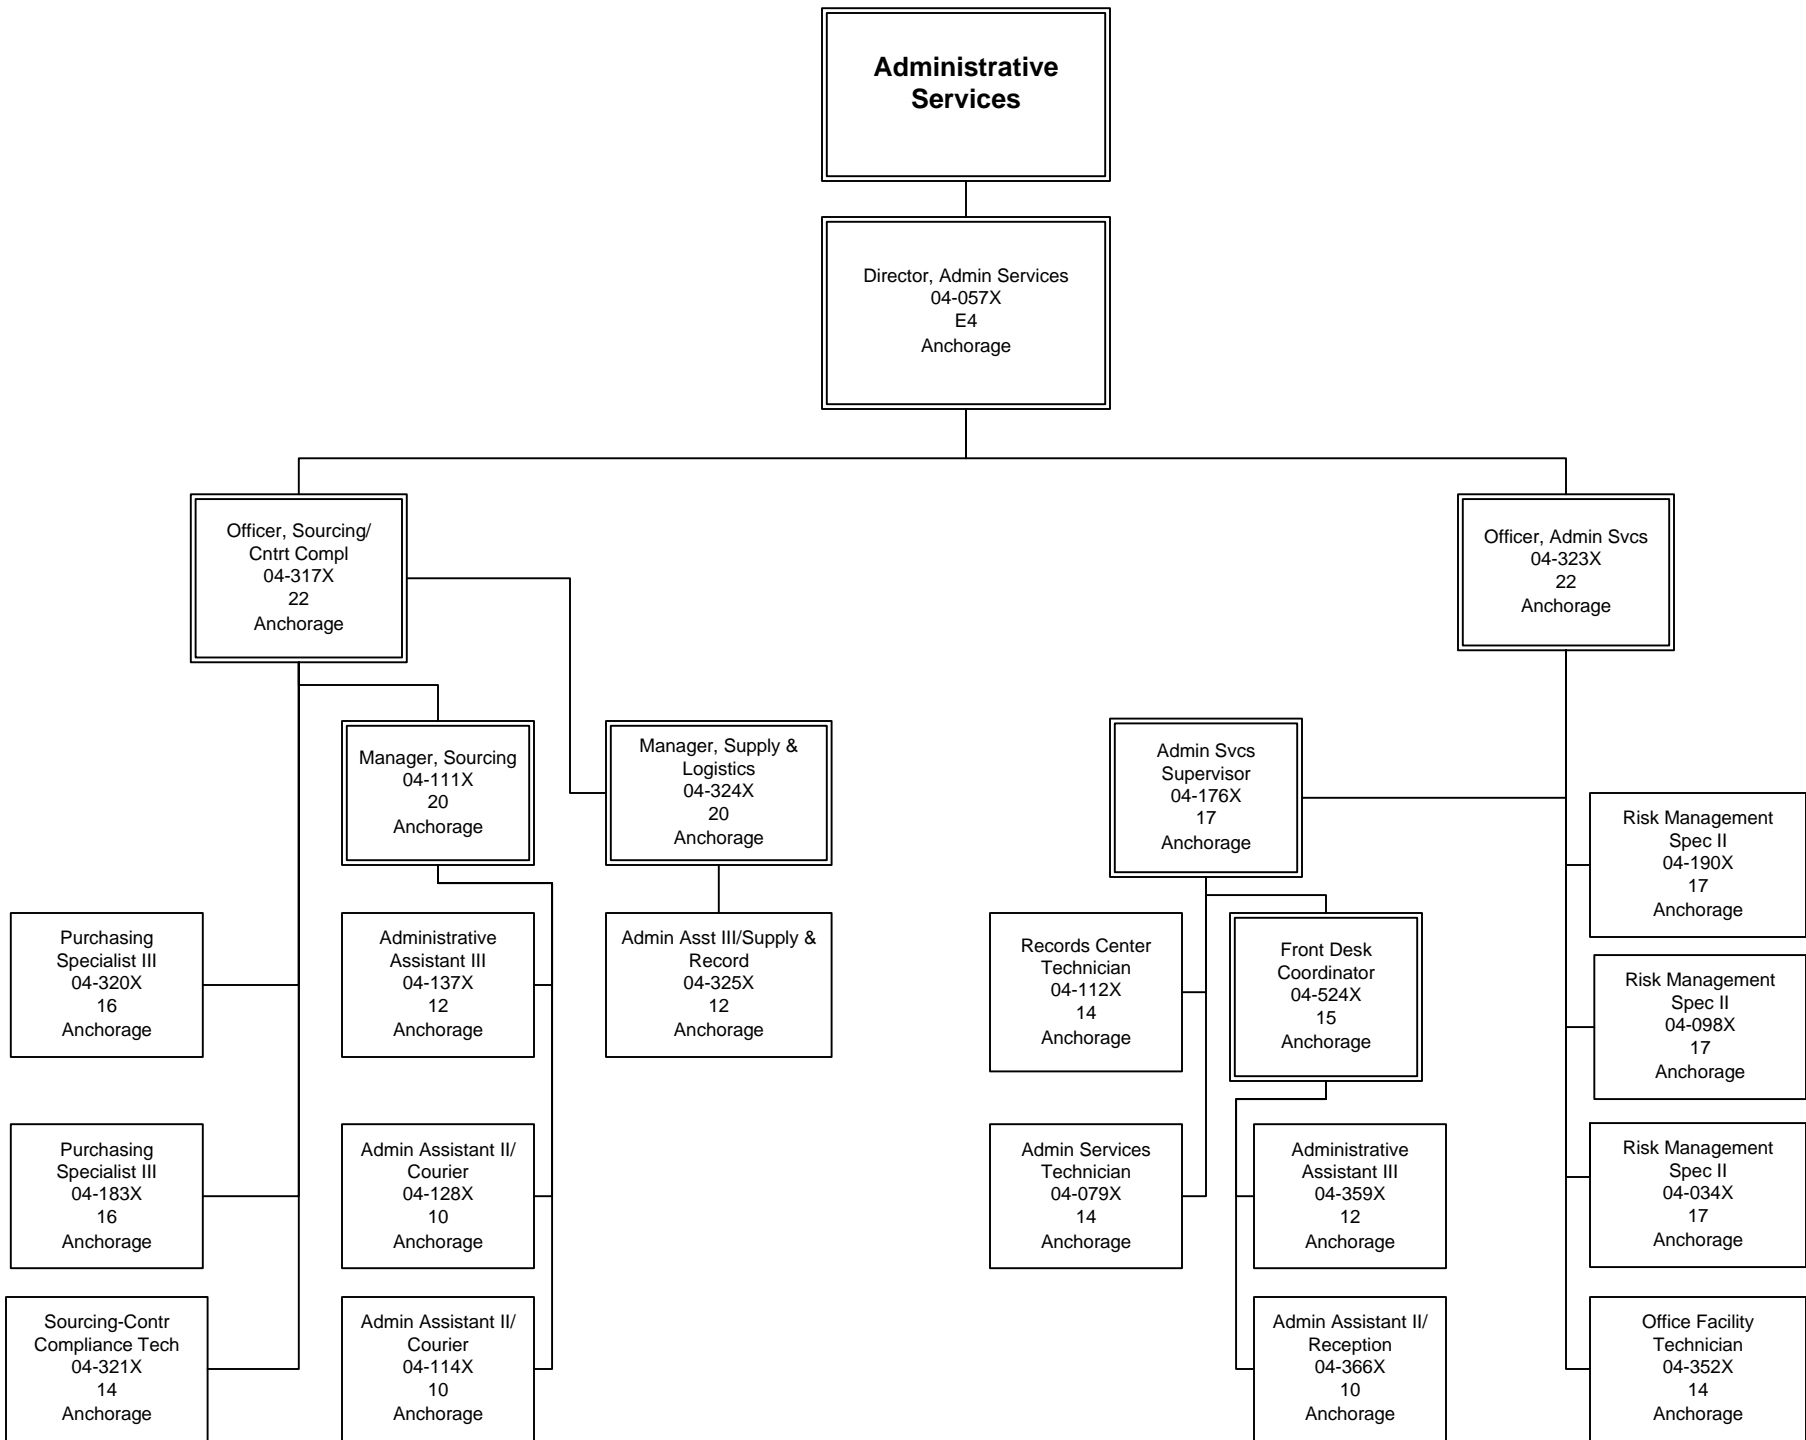 Administrative
Services
Director, Admin Services
04-057X
E4
Anchorage
Officer, Sourcing/
Cntrt Compl
04-317X
22
Anchorage
Officer, Admin Svcs
04-323X
22
Anchorage
Manager, Sourcing
04-111X
20
Anchorage
Manager, Supply &
Logistics
04-324X
20
Anchorage
Admin Svcs
Supervisor
04-176X
17
Anchorage
Risk Management
Spec II
04-190X
17
Anchorage
Purchasing
Specialist III
04-320X
16
Anchorage
Administrative
Assistant III
04-137X
12
Anchorage
Admin Asst III/Supply &
Record
04-325X
12
Anchorage
Records Center
Technician
04-112X
14
Anchorage
Front Desk
Coordinator
04-524X
15
Anchorage
Risk Management
Spec II
04-098X
17
Anchorage
Purchasing
Specialist III
04-183X
16
Anchorage
Admin Assistant II/
Courier
04-128X
10
Anchorage
Admin Services
Technician
04-079X
14
Anchorage
Administrative
Assistant III
04-359X
12
Anchorage
Risk Management
Spec II
04-034X
17
Anchorage
Sourcing-Contr
Compliance Tech
04-321X
14
Anchorage
Admin Assistant II/
Courier
04-114X
10
Anchorage
Admin Assistant II/
Reception
04-366X
10
Anchorage
Office Facility
Technician
04-352X
14
Anchorage